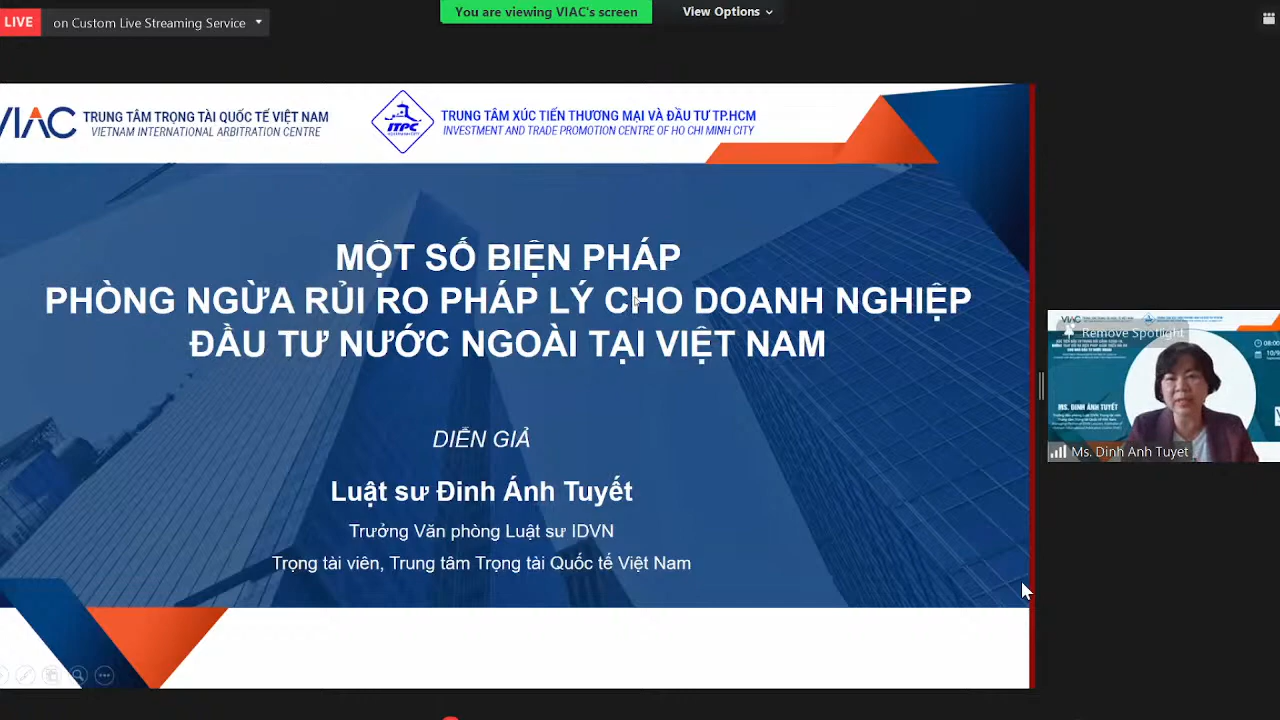 LIVE
on Custom Live Streaming Service
You are viewing VIAC's screen
View Options
VIAC
TRUNG TÂM TRỌNG TÀI QUỐC TẾ VIỆT NAM
VIETNAM INTERNATIONAL ARBITRATION CENTRE
ITPC
TRUNG TÂM XÚC TIẾN THƯƠNG MẠI VÀ ĐẦU TƯ TP.HCM
INVESTMENT AND TRADE PROMOTION CENTRE OF HO CHI MINH CITY
MỘT SỐ BIỆN PHÁP
PHÒNG NGỪA RỦI RO PHÁP LÝ CHO DOANH NGHIỆP
ĐẦU TƯ NƯỚC NGOÀI TẠI VIỆT NAM
DIỄN GIẢ
Luật sư Đinh Ánh Tuyết
Trưởng Văn phòng Luật sư IDVN
Trọng tài viên, Trung tâm Trọng tài Quốc tế Việt Nam
VIAC
Remove Spotlight
MS. ĐINH ÁNH TUYẾT
Ms. Dinh Anh Tuyet